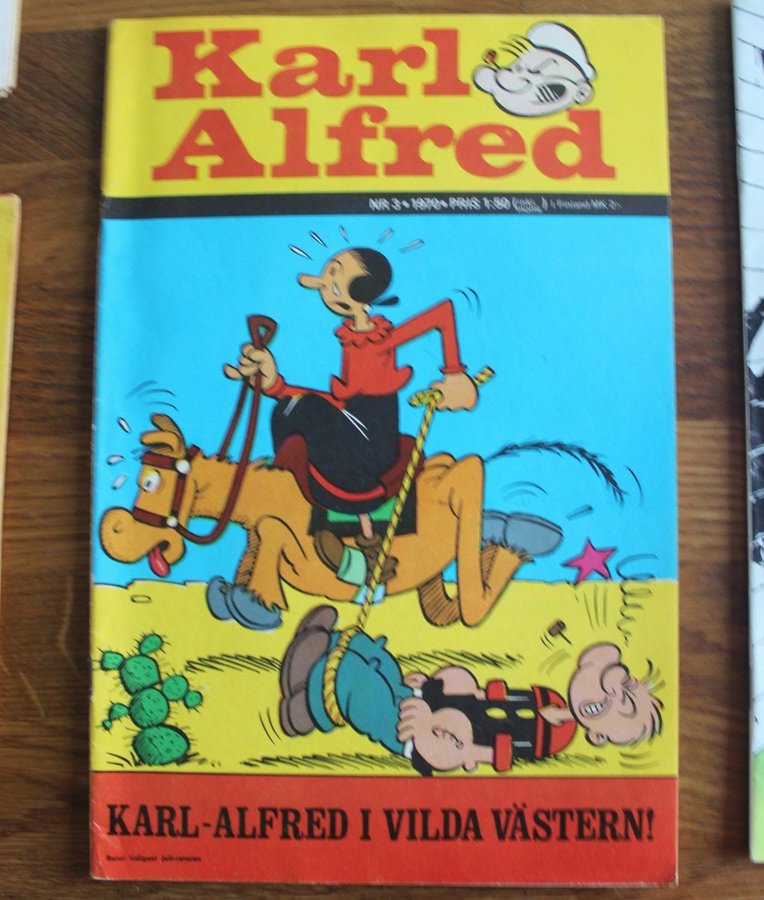 Karl
Alfred
NR 3 • 1970 • PRIS 1:50
KARL-ALFRED I VILDA VÄSTERN!